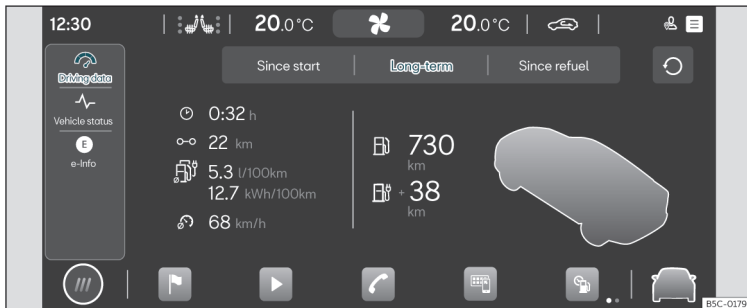 12:30
20.0°C
20.0°C
Driving data
Since start
Long-term
Since refuel
Vehicle status
E
e-Info
0:32 h
22 km
5.3 l/100km
12.7 kWh/100km
68 km/h
730
km
+ 38
km
B5C-0179